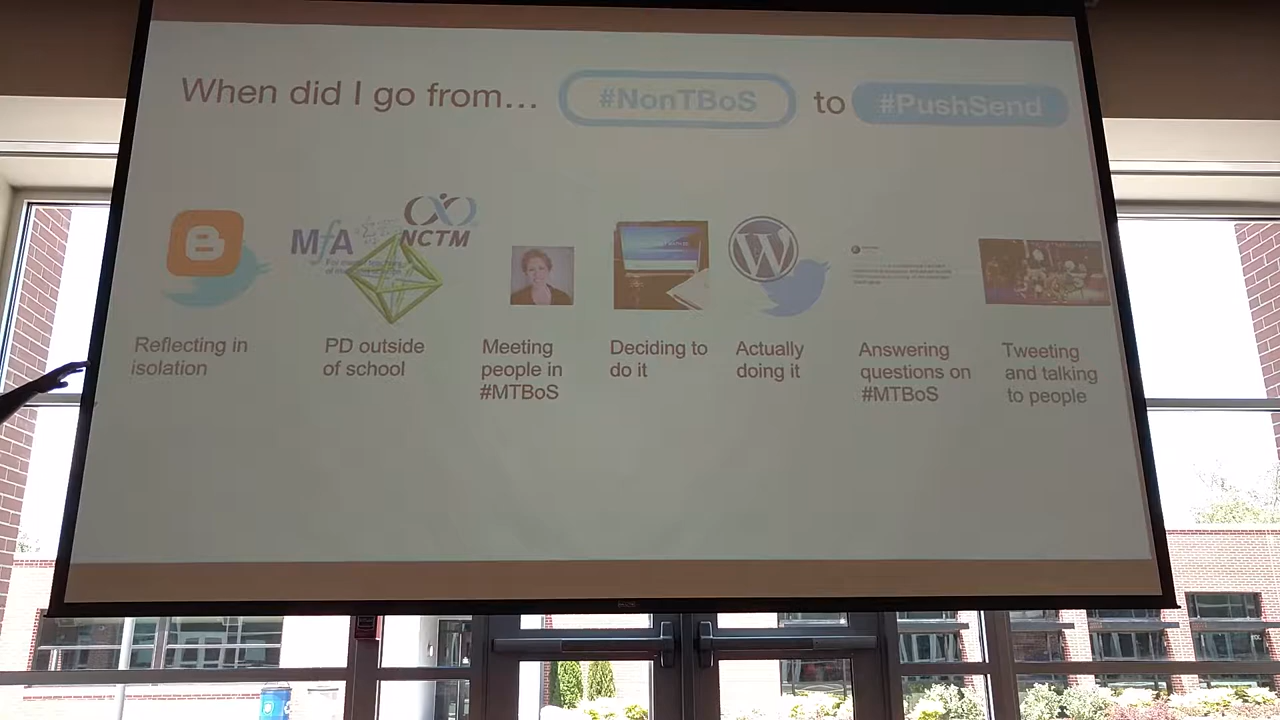 When did I go from... #NonTBoS to #PushSend
MfA
NCTM
Reflecting in
isolation
PD outside
of school
Meeting
people in
#MTBoS
Deciding to
do it
Actually
doing it
Answering
questions on
#MTBoS
Tweeting
and talking
to people